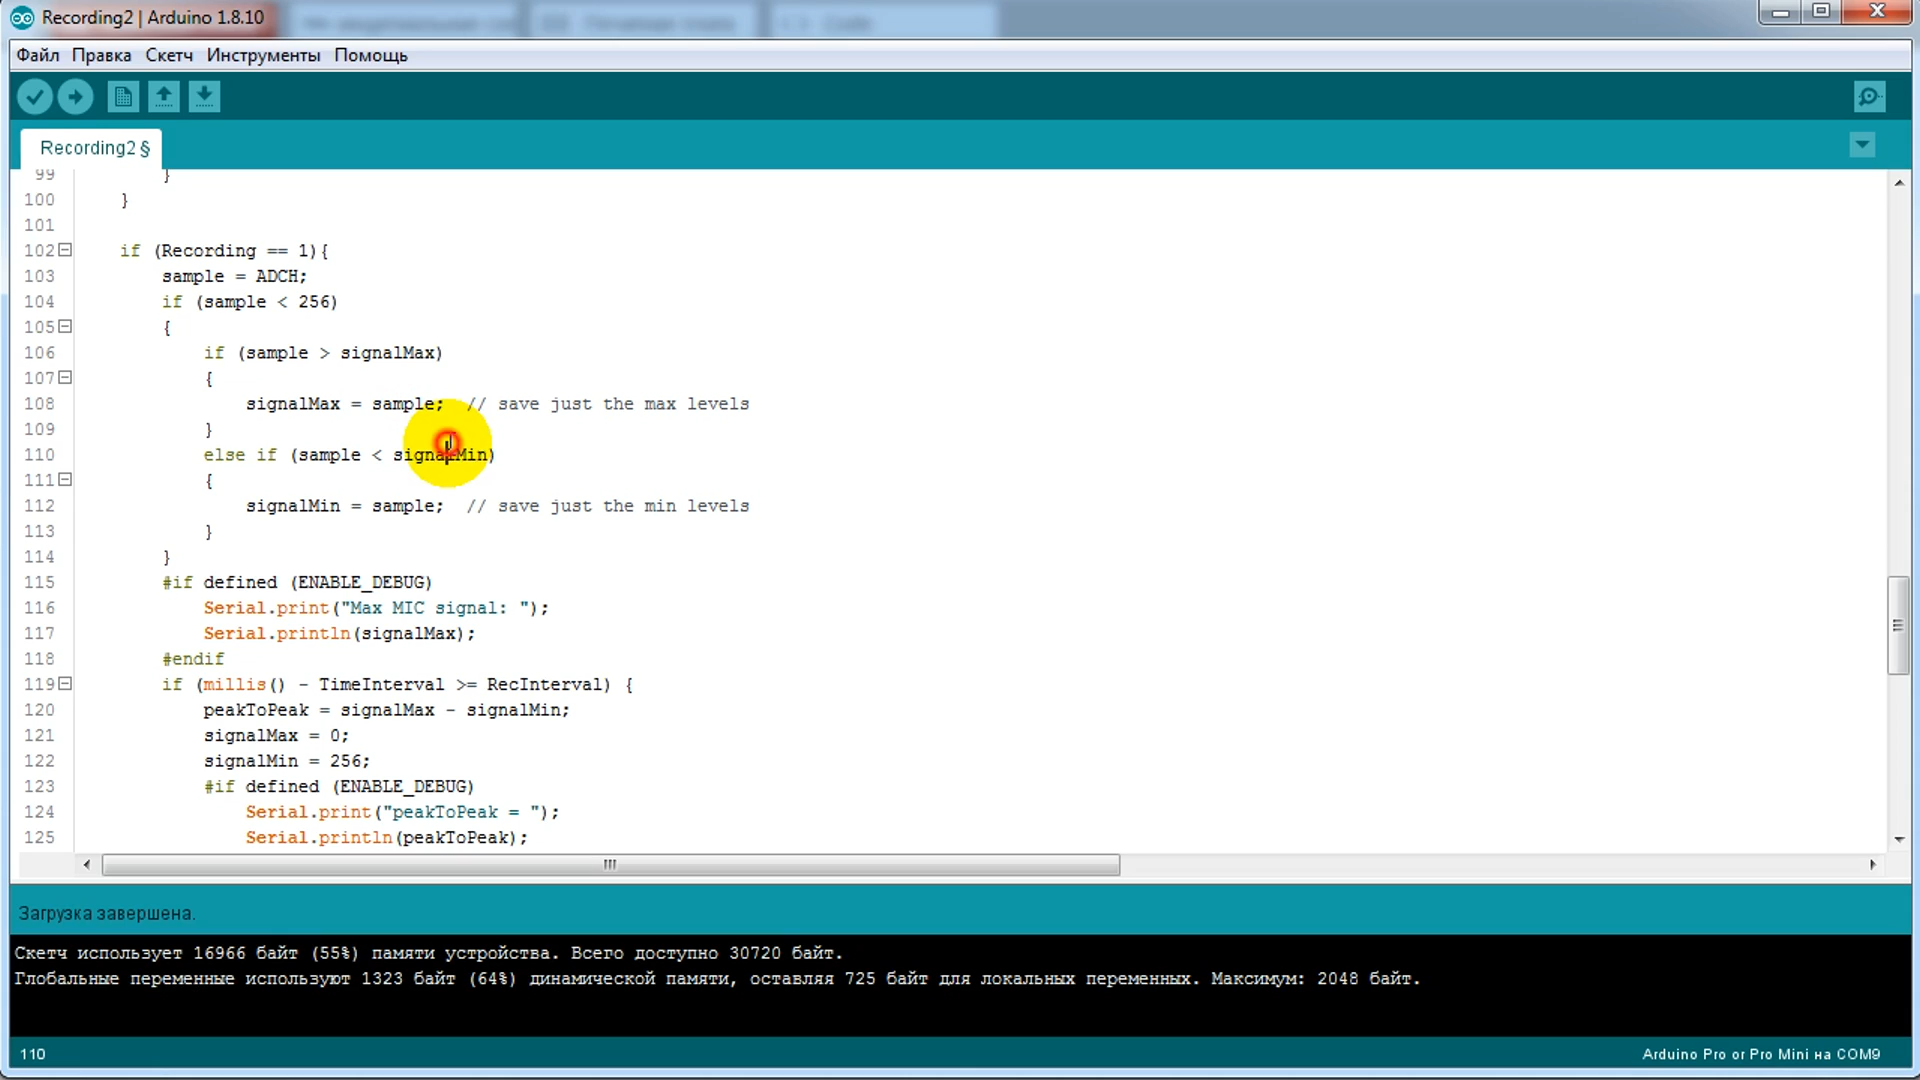 Recording2 | Arduino 1.8.10
Code
Файл Правка Скетч Инструменты Помощь
Recording2 §
99 }
100 }
101
102 if (Recording == 1){
103 sample = ADCH;
104 if (sample < 256)
105 {
106 if (sample > signalMax)
107 {
108 signalMax = sample; // save just the max levels
109 }
110 else if (sample < signalMin)
111 {
112 signalMin = sample; // save just the min levels
113 }
114 }
115 #if defined (ENABLE_DEBUG)
116 Serial.print("Max MIC signal: ");
117 Serial.println(signalMax);
118 #endif
119 if (millis() - TimeInterval >= RecInterval) {
120 peakToPeak = signalMax - signalMin;
121 signalMax = 0;
122 signalMin = 256;
123 #if defined (ENABLE_DEBUG)
124 Serial.print("peakToPeak = ");
125 Serial.println(peakToPeak);
Загрузка завершена.
Скетч использует 16966 байт (55%) памяти устройства. Всего доступно 30720 байт.
Глобальные переменные используют 1323 байт (64%) динамической памяти, оставляя 725 байт для локальных переменных. Максимум: 2048 байт.
110
Arduino Pro or Pro Mini на COM9